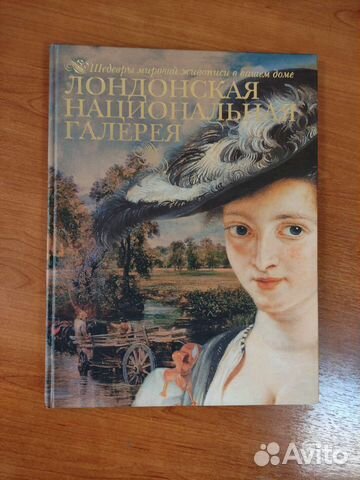 Шедевры мировой живописи в вашем доме
ЛОНДОНСКАЯ
НАЦИОНАЛЬНАЯ
ГАЛЕРЕЯ
Avito